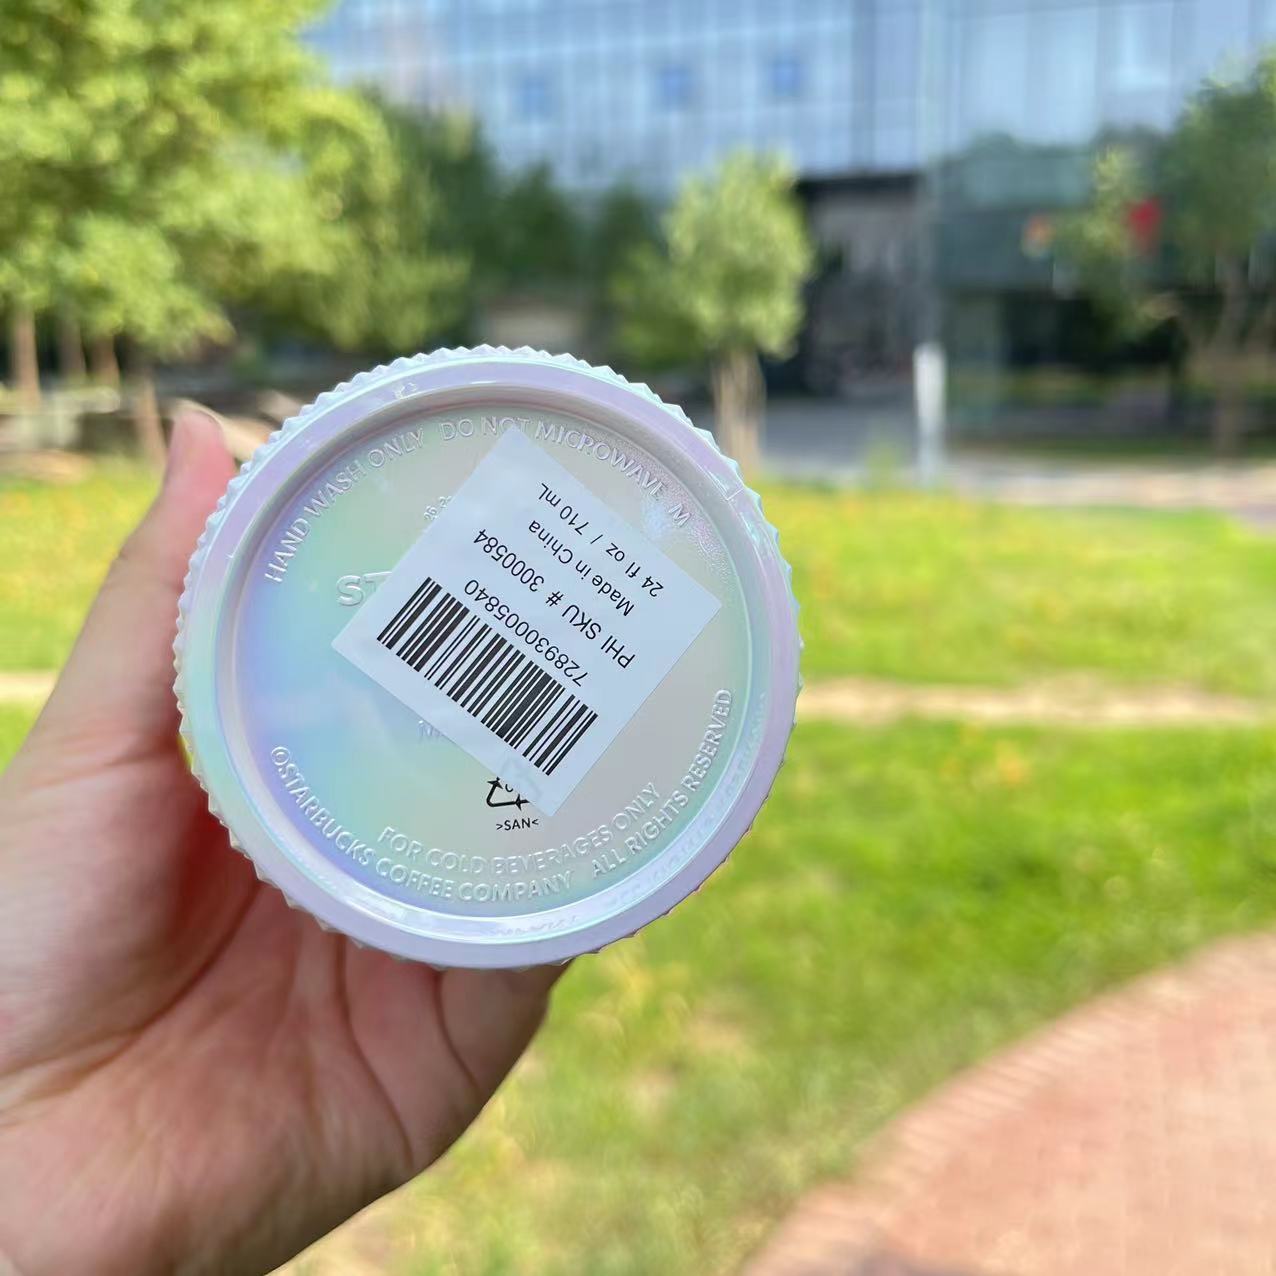 HAND WASH ONLY DO NOT MICROWAVE M
ST
728930005840
PHI SKU # 3000584
Made in China
24 fl oz / 710 mL
>SAN<
FOR COLD BEVERAGES ONLY
©STARBUCKS COFFEE COMPANY ALL RIGHTS RESERVED